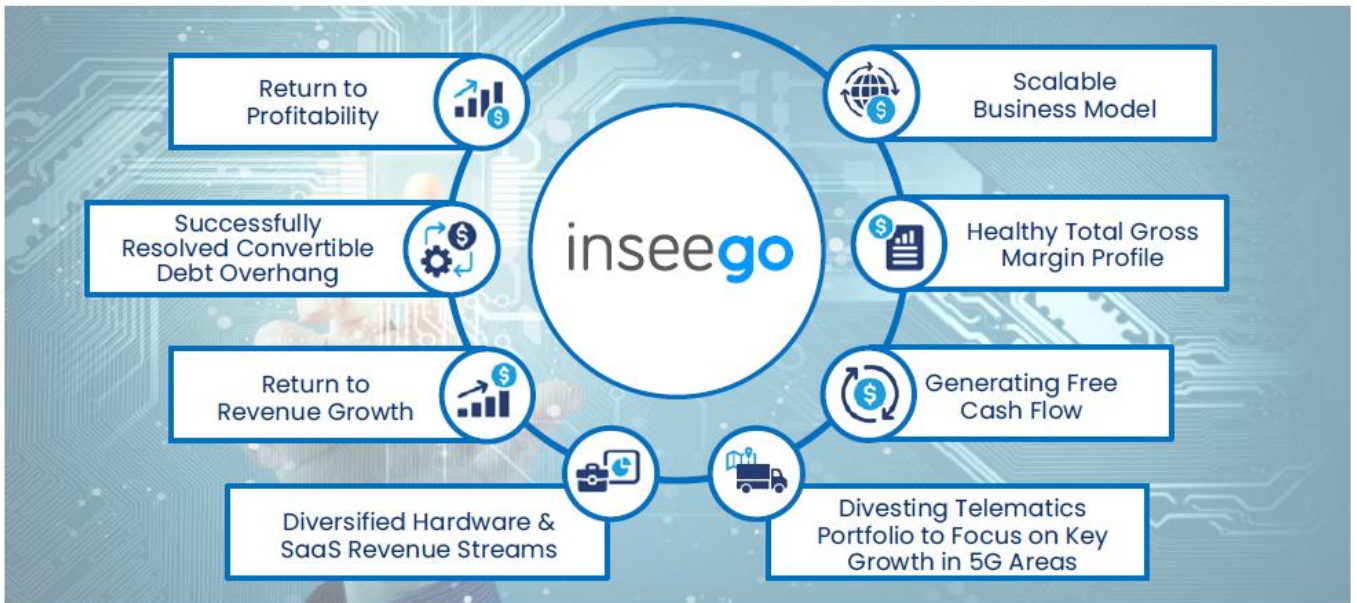 Return to
Profitability
Successfully
Resolved Convertible
Debt Overhang
Return to
Revenue Growth
Diversified Hardware &
SaaS Revenue Streams
inseego
Scalable
Business Model
Healthy Total Gross
Margin Profile
Generating Free
Cash Flow
Divesting Telematics
Portfolio to Focus on Key
Growth in 5G Areas